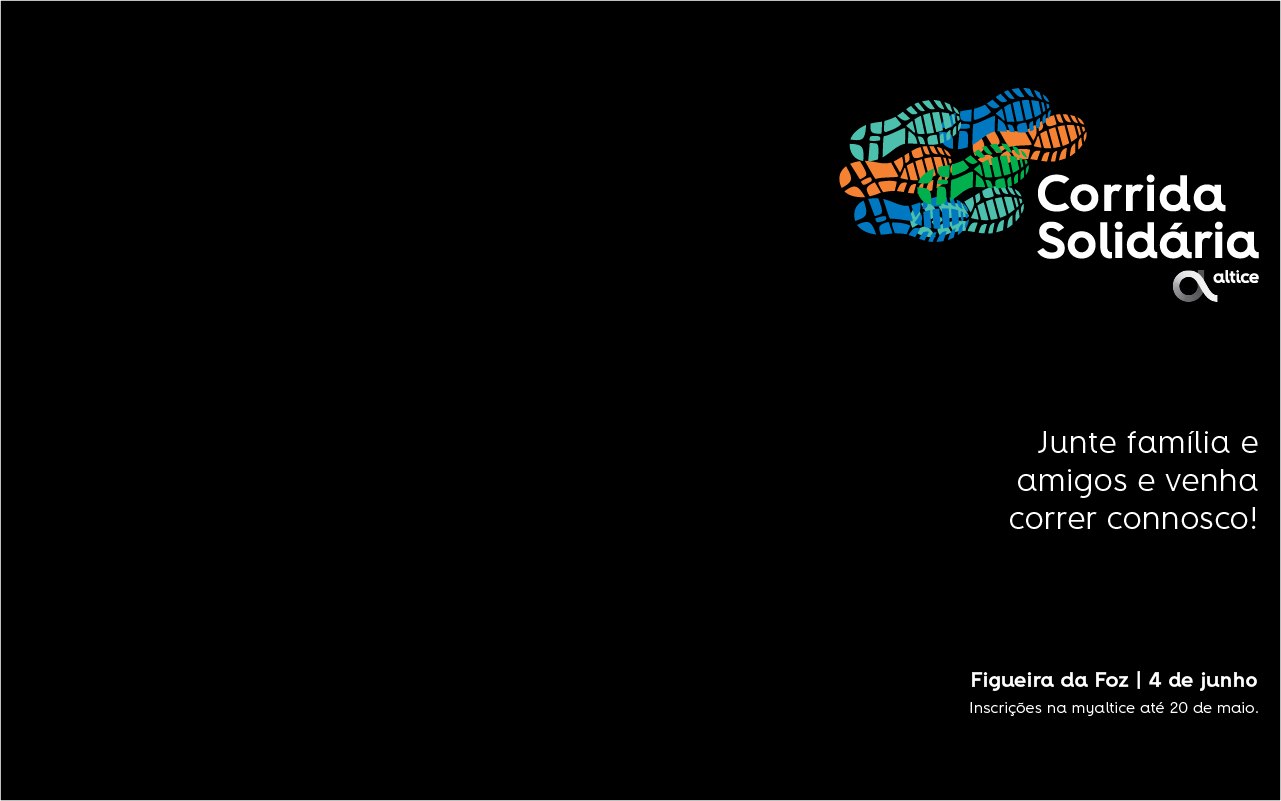 Corrida
Solidária
altice
Junte família e
amigos e venha
correr connosco!
Figueira da Foz | 4 de junho
Inscrições na myaltice até 20 de maio.